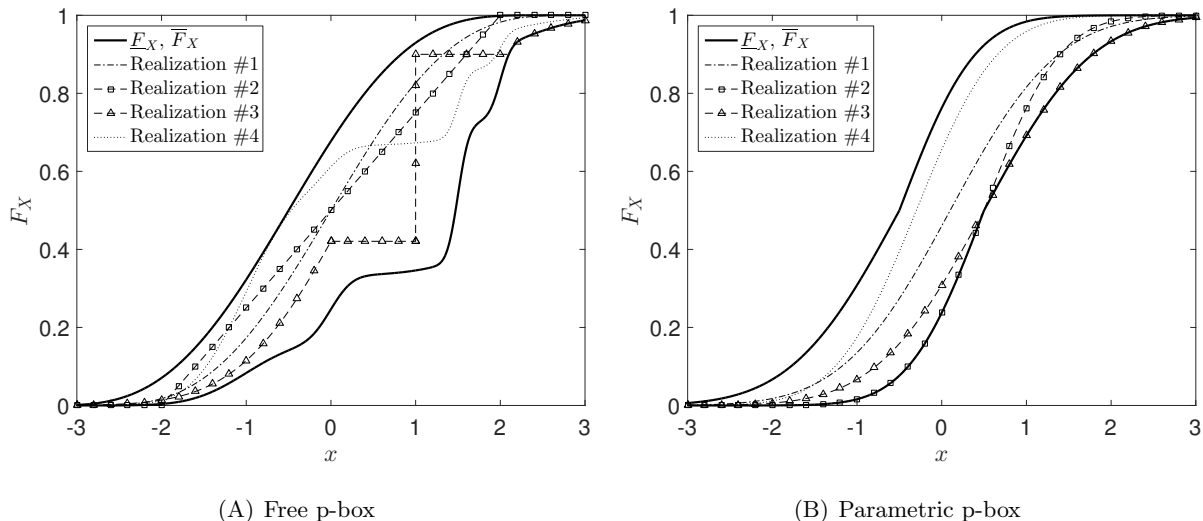 1
0.8
0.6
0.4
0.2
0
F_X
-3 -2 -1 0 1 2 3
x
F_X, F_X
Realization #1
Realization #2
Realization #3
Realization #4
(A) Free p-box
1
0.8
0.6
0.4
0.2
0
F_X
-3 -2 -1 0 1 2 3
x
F_X, F_X
Realization #1
Realization #2
Realization #3
Realization #4
(B) Parametric p-box